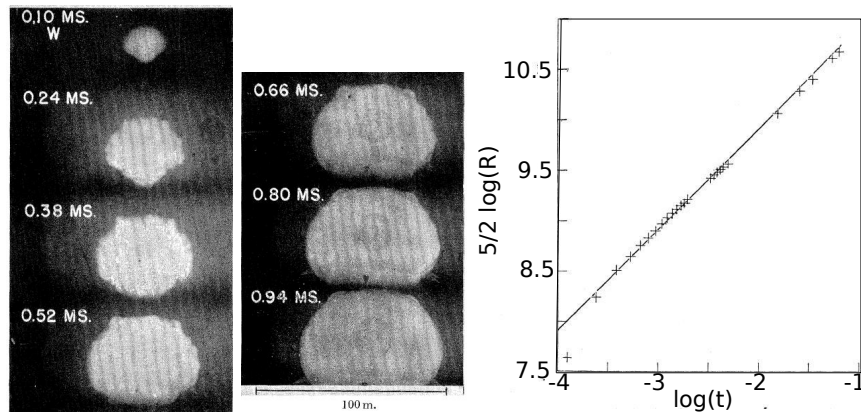 0,10 MS.
W
0.24 MS.
0.38 MS.
0.52 MS.
0.66 MS.
0.80 MS.
0.94 MS.
100 m.
5/2 log(R)
10.5
9.5
8.5
7.5
-4
-3
-2
-1
log(t)